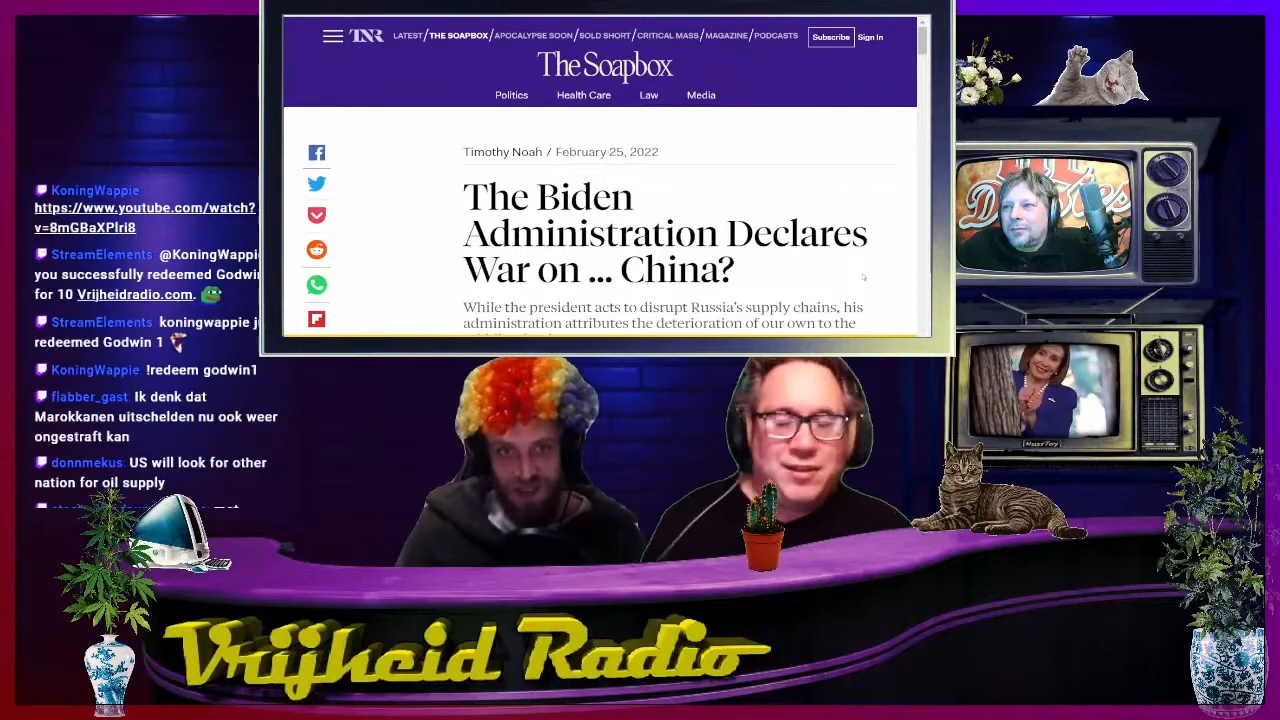 TNR LATEST/THE SOAPBOX/APOCALYPSE SOON/SOLD SHORT/CRITICAL MASS/MAGAZINE/PODCASTS Subscribe Sign In
The Soapbox
Politics Health Care Law Media
Timothy Noah / February 25, 2022
The Biden
Administration Declares
War on ... China?
While the president acts to disrupt Russia's supply chains, his
administration attributes the deterioration of our own to the
KoningWappie
https://www.youtube.com/watch?
v=8mGBaXPlri8
StreamElements @KoningWappie
you successfully redeemed Godwin
for 10 Vrijheidradio.com.
StreamElements koningwappie
redeemed Godwin 1
KoningWappie !redeem godwin1
flabber_gast Ik denk dat
Marokkanen uitschelden nu ook weer
ongestraft kan
donnmekus US will look for other
nation for oil supply
Vrijheid Radio